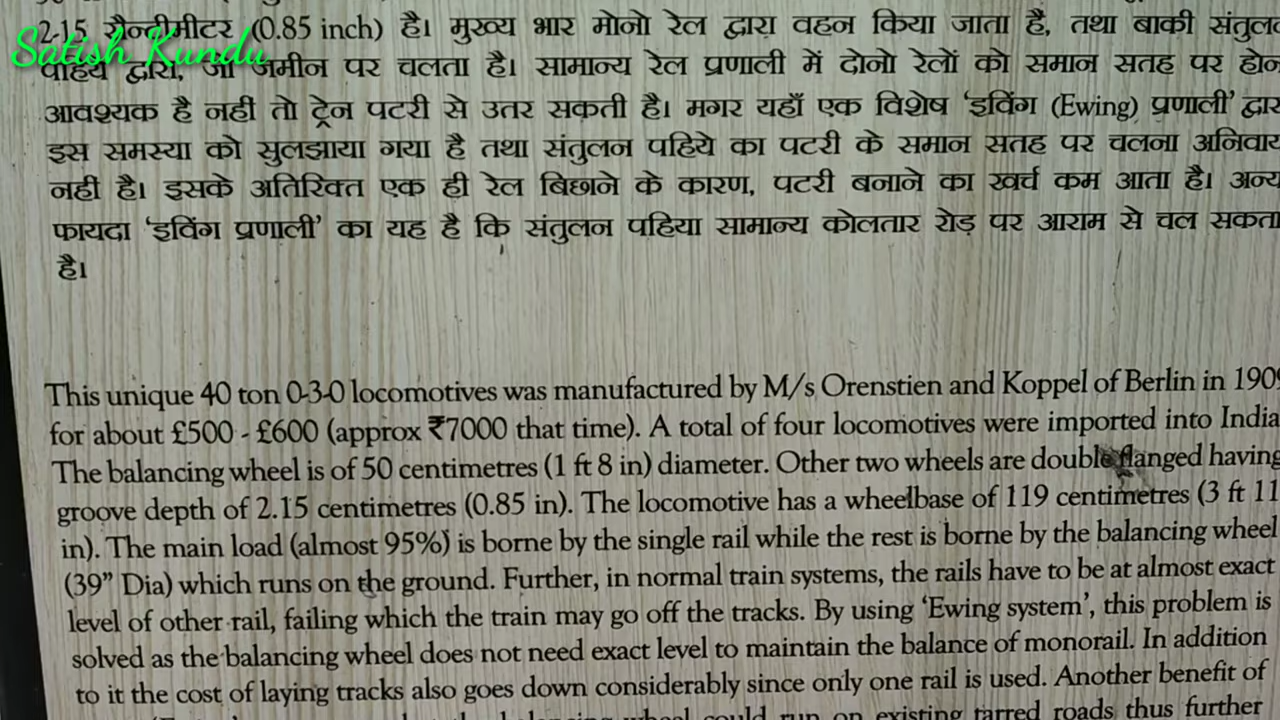 2-15 सैन्टीमीटर (0.85 inch) है। मुख्य भार मोनो रेल द्वारा वहन किया जाता है, तथा बाकी संतुल
Satish Kundu
पहिये द्वारा, जो जमीन पर चलता है। सामान्य रेल प्रणाली में दोनो रेलों को समान सतह पर होन
आवश्यक है नही तो ट्रेन पटरी से उतर सकती है। मगर यहाँ एक विशेष ‘इविंग (Ewing) प्रणाली’ द्वार
इस समस्या को सुलझाया गया है तथा संतुलन पहिये का पटरी के समान सतह पर चलना अनिवार
नही है। इसके अतिरिक्त एक ही रेल बिछाने के कारण, पटरी बनाने का खर्च कम आता है। अन्य
फायदा ‘इविंग प्रणाली’ का यह है कि संतुलन पहिया सामान्य कोलतार रोड़ पर आराम से चल सकता
है।
This unique 40 ton 0-3-0 locomotives was manufactured by M/s Orenstien and Koppel of Berlin in 1909
for about £500 - £600 (approx ₹7000 that time). A total of four locomotives were imported into India
The balancing wheel is of 50 centimetres (1 ft 8 in) diameter. Other two wheels are double flanged having
groove depth of 2.15 centimetres (0.85 in). The locomotive has a wheelbase of 119 centimetres (3 ft 11
in). The main load (almost 95%) is borne by the single rail while the rest is borne by the balancing wheel
(39” Dia) which runs on the ground. Further, in normal train systems, the rails have to be at almost exact
level of other rail, failing which the train may go off the tracks. By using ‘Ewing system’, this problem is
solved as the balancing wheel does not need exact level to maintain the balance of monorail. In addition
to it the cost of laying tracks also goes down considerably since only one rail is used. Another benefit of
wheel could run on existing tarred roads thus further